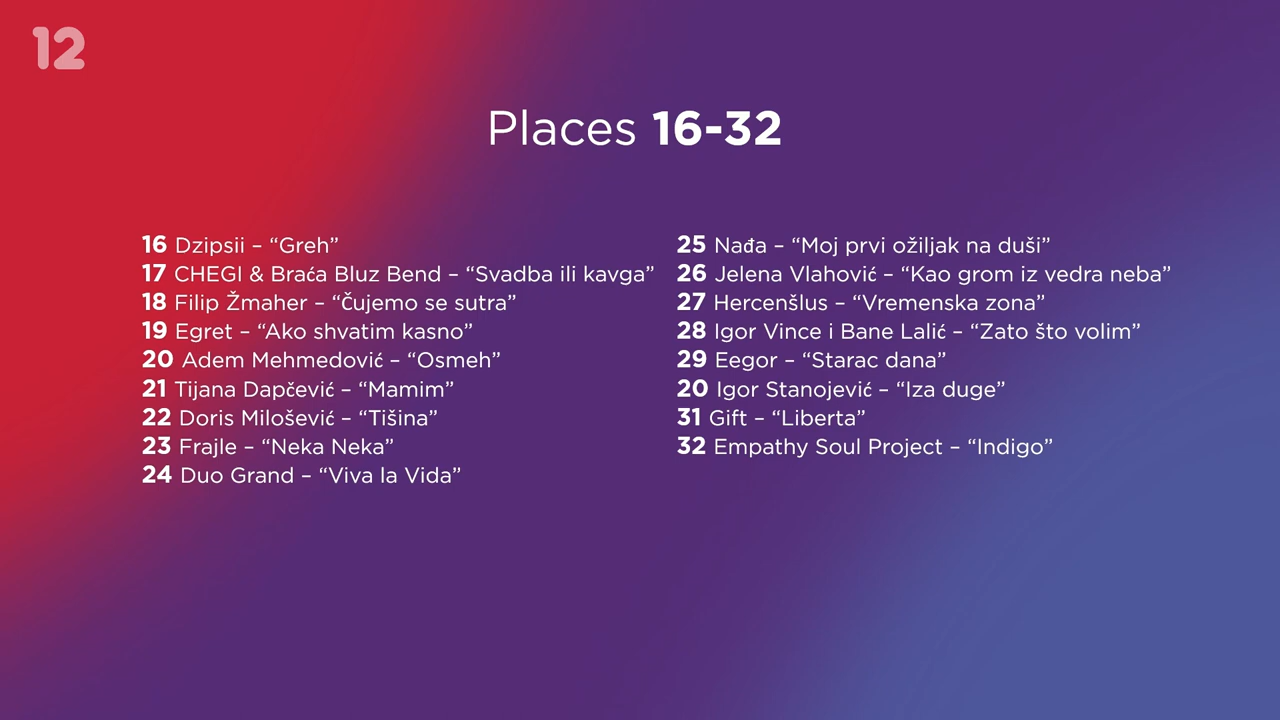 12
Places 16-32
16 Dzipsii – “Greh”
17 CHEGI & Braća Bluz Bend – “Svadba ili kavga”
18 Filip Žmaher – “Čujemo se sutra”
19 Egret – “Ako shvatim kasno”
20 Adem Mehmedović – “Osmeh”
21 Tijana Dapčević – “Mamim”
22 Doris Milošević – “Tišina”
23 Frajle – “Neka Neka”
24 Duo Grand – “Viva la Vida”
25 Nađa – “Moj prvi ožiljak na duši”
26 Jelena Vlahović – “Kao grom iz vedra neba”
27 Hercenšlus – “Vremenska zona”
28 Igor Vince i Bane Lalić – “Zato što volim”
29 Eegor – “Starac dana”
20 Igor Stanojević – “Iza duge”
31 Gift – “Liberta”
32 Empathy Soul Project – “Indigo”